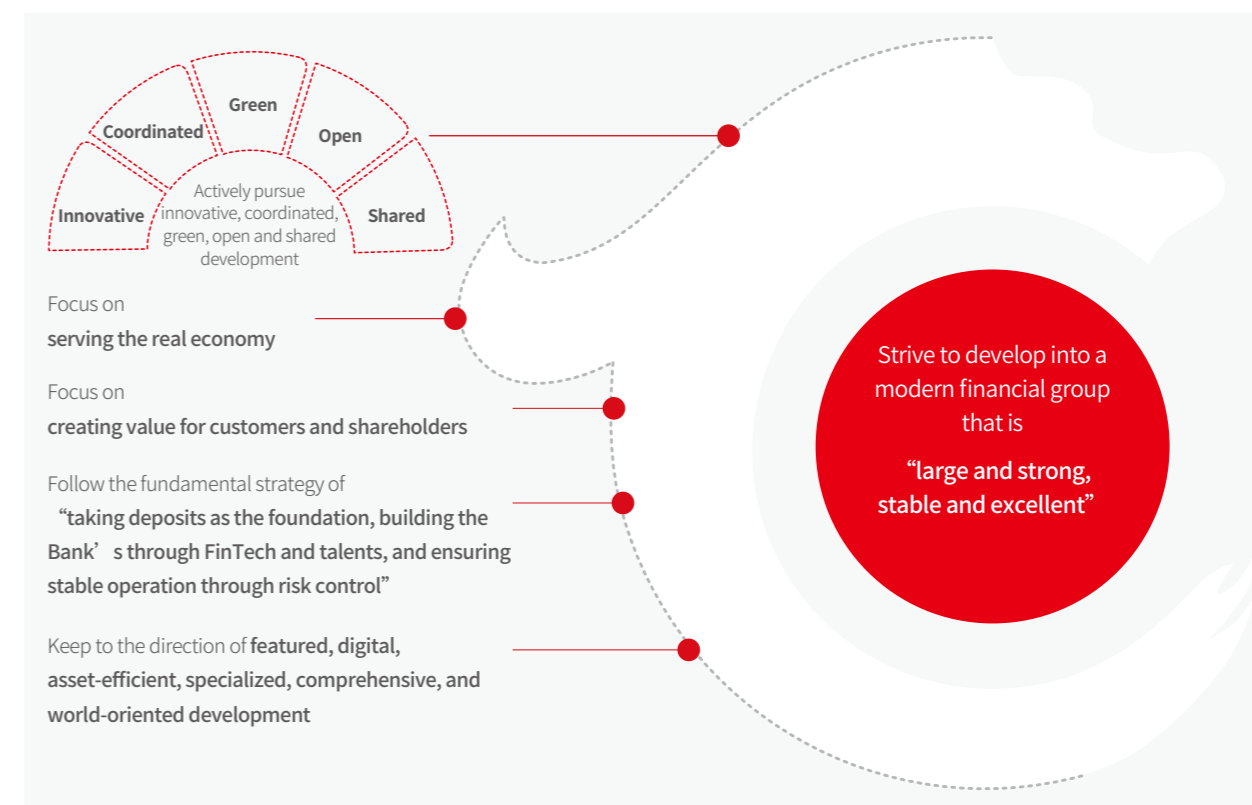 Innovative
Coordinated
Green
Open
Shared
Actively pursue
innovative, coordinated,
green, open and shared
development
Focus on
serving the real economy
Focus on
creating value for customers and shareholders
Follow the fundamental strategy of
“taking deposits as the foundation, building the
Bank’s through FinTech and talents, and ensuring
stable operation through risk control”
Keep to the direction of featured, digital,
asset-efficient, specialized, comprehensive, and
world-oriented development
Strive to develop into a
modern financial group
that is
“large and strong,
stable and excellent”